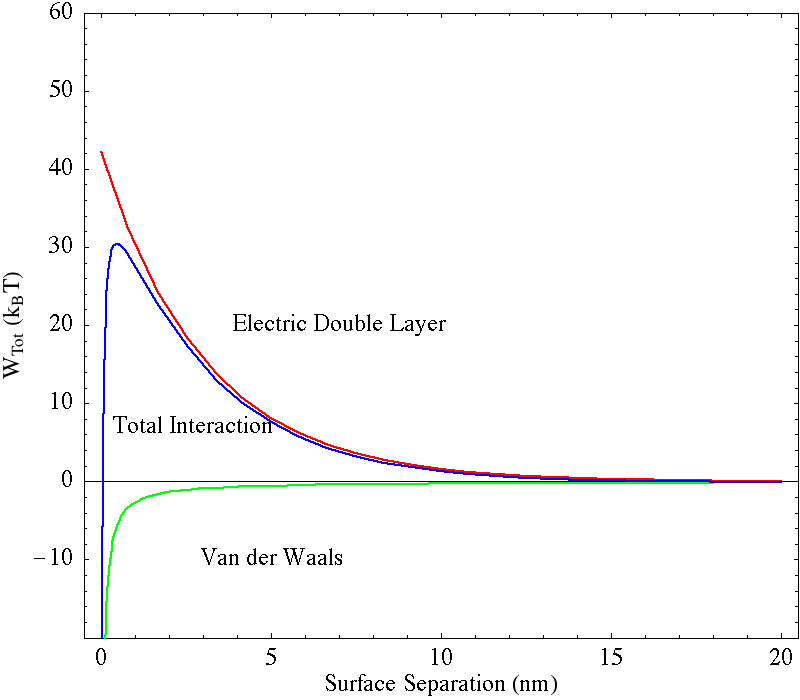 60
50
40
30
20
10
0
−10
W_Tot (k_B T)
Electric Double Layer
Total Interaction
Van der Waals
0 5 10 15 20
Surface Separation (nm)